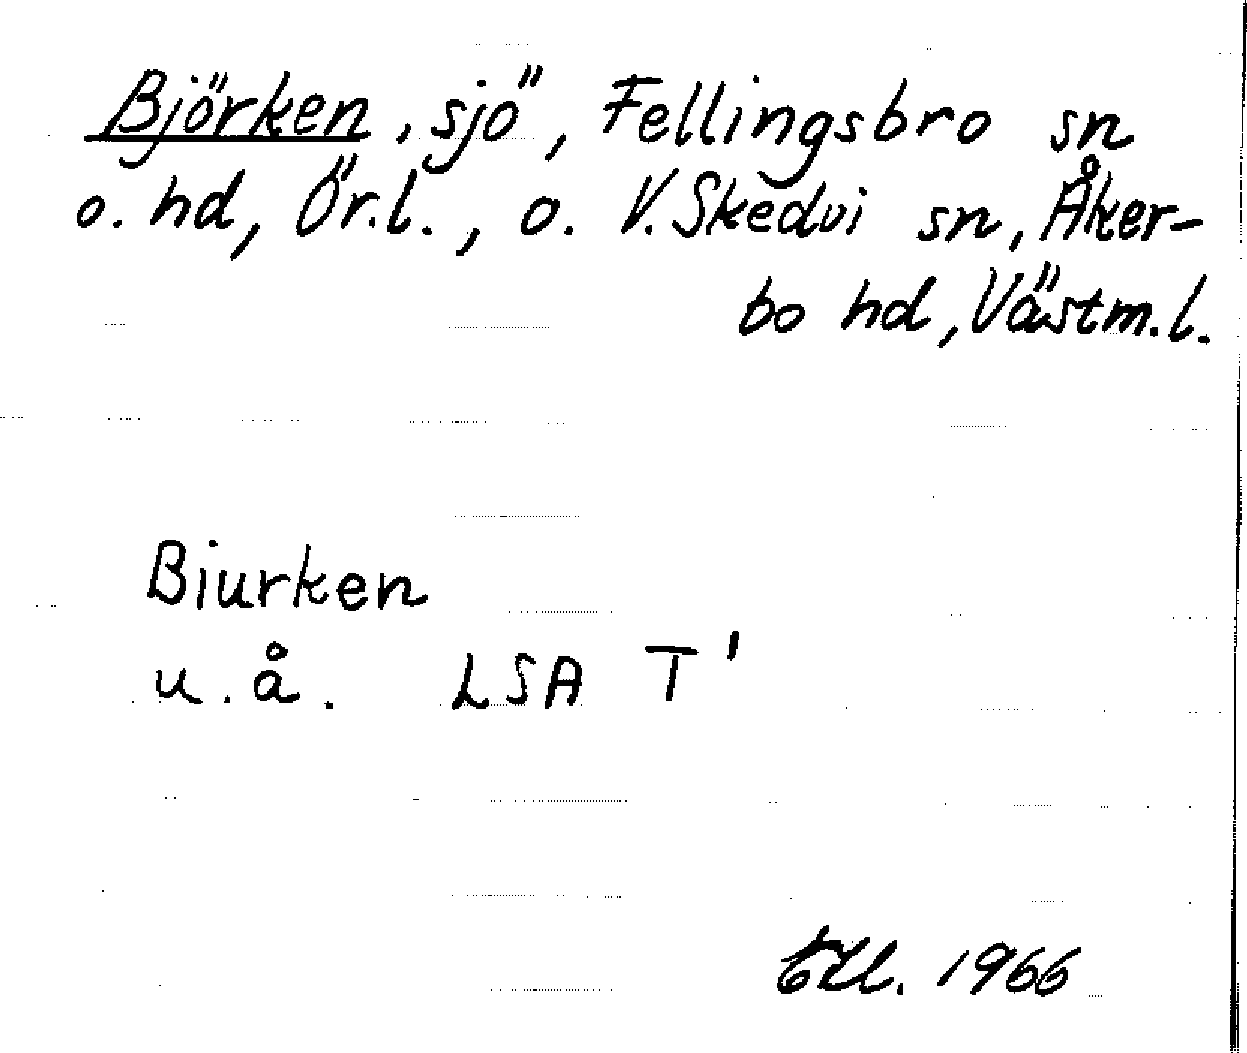 Björken, sjö, Fellingsbro sn
o. hd, Ör.l., o. V. Skedvi sn, Åker-
bo hd, Västm.l.
Biurken
u.å. LSA T'
1966